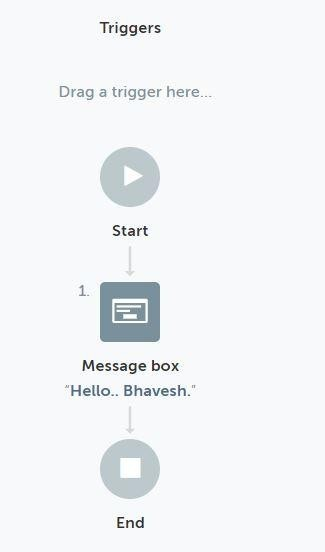 Triggers
Drag a trigger here...
Start
1.
Message box
“Hello.. Bhavesh.”
End